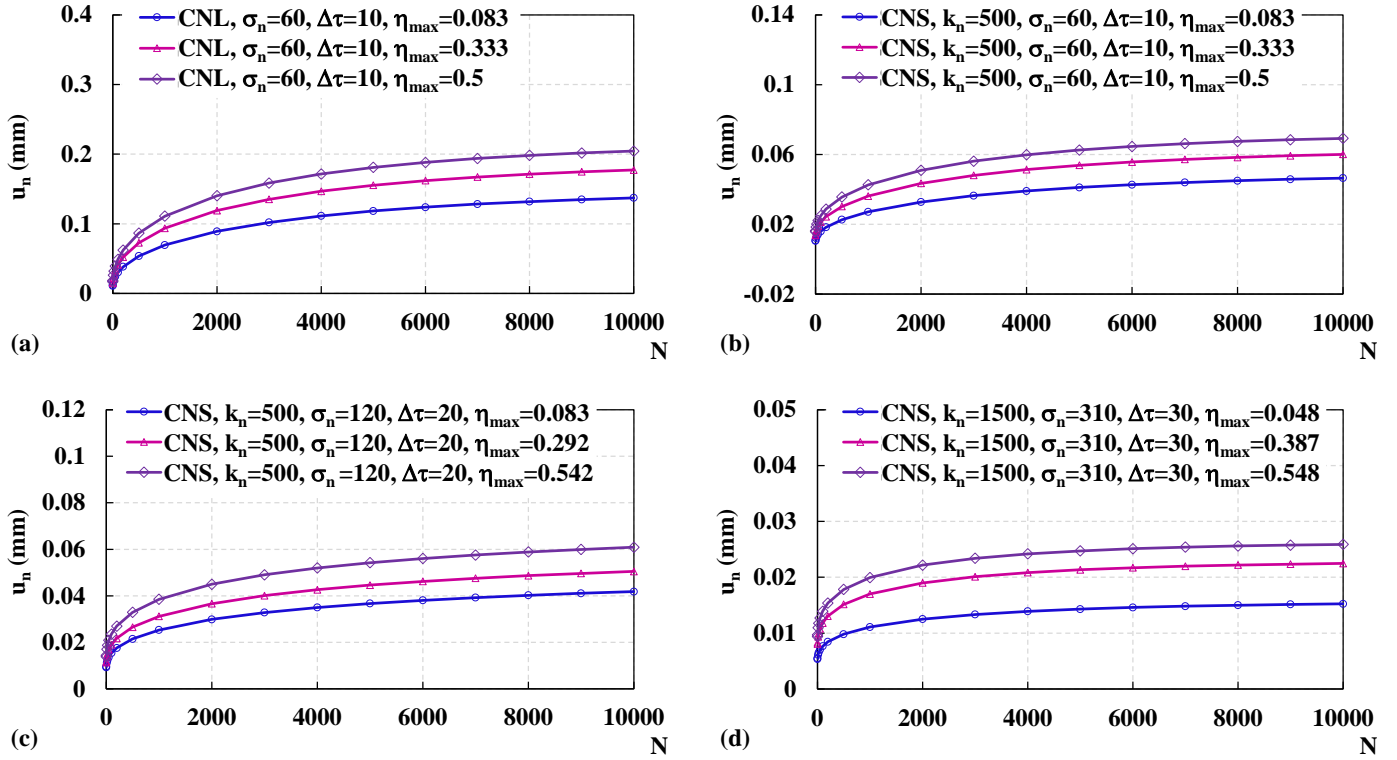 CNL, σn=60, Δτ=10, ηmax=0.083
CNL, σn=60, Δτ=10, ηmax=0.333
CNL, σn=60, Δτ=10, ηmax=0.5
un (mm)
0.4
0.3
0.2
0.1
0
0 2000 4000 6000 8000 10000
(a)
N
CNS, kn=500, σn=60, Δτ=10, ηmax=0.083
CNS, kn=500, σn=60, Δτ=10, ηmax=0.333
CNS, kn=500, σn=60, Δτ=10, ηmax=0.5
un (mm)
0.14
0.1
0.06
0.02
-0.02
0 2000 4000 6000 8000 10000
(b)
N
CNS, kn=500, σn=120, Δτ=20, ηmax=0.083
CNS, kn=500, σn=120, Δτ=20, ηmax=0.292
CNS, kn=500, σn =120, Δτ=20, ηmax=0.542
un (mm)
0.12
0.1
0.08
0.06
0.04
0.02
0
0 2000 4000 6000 8000 10000
(c)
N
CNS, kn=1500, σn=310, Δτ=30, ηmax=0.048
CNS, kn=1500, σn=310, Δτ=30, ηmax=0.387
CNS, kn=1500, σn=310, Δτ=30, ηmax=0.548
un (mm)
0.05
0.04
0.03
0.02
0.01
0
0 2000 4000 6000 8000 10000
(d)
N